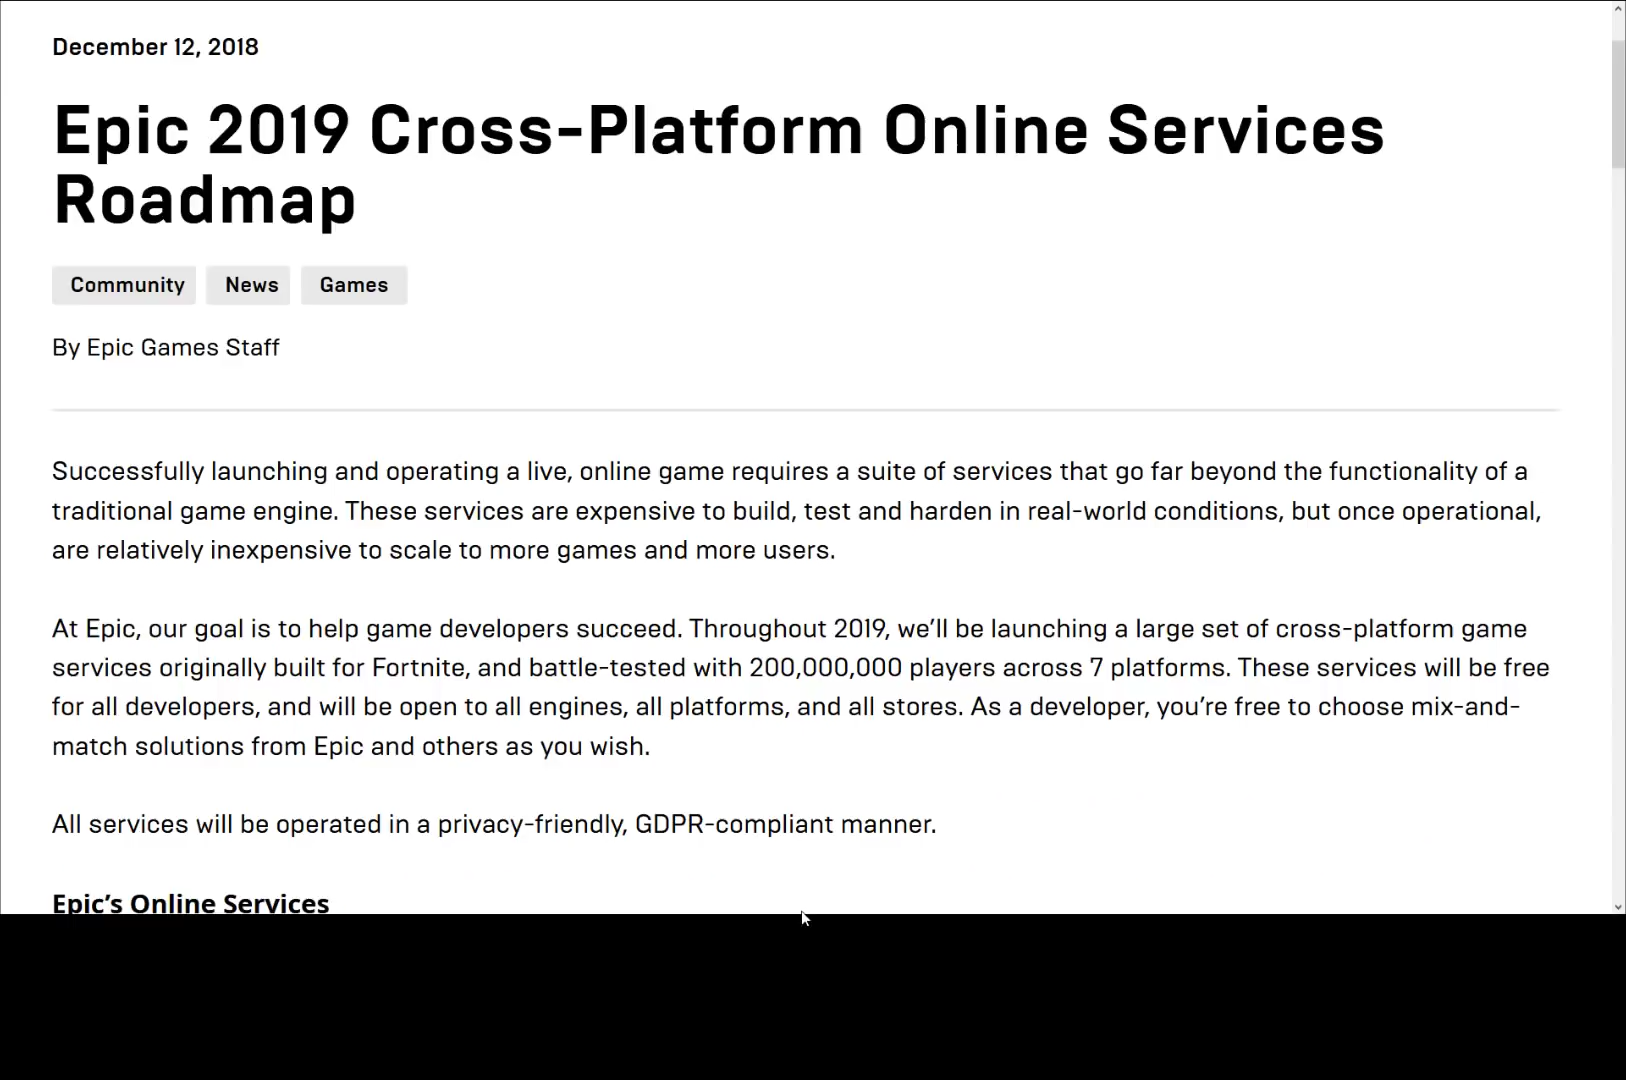 December 12, 2018
Epic 2019 Cross-Platform Online Services
Roadmap
Community News Games
By Epic Games Staff
Successfully launching and operating a live, online game requires a suite of services that go far beyond the functionality of a
traditional game engine. These services are expensive to build, test and harden in real-world conditions, but once operational,
are relatively inexpensive to scale to more games and more users.
At Epic, our goal is to help game developers succeed. Throughout 2019, we’ll be launching a large set of cross-platform game
services originally built for Fortnite, and battle-tested with 200,000,000 players across 7 platforms. These services will be free
for all developers, and will be open to all engines, all platforms, and all stores. As a developer, you’re free to choose mix-and-
match solutions from Epic and others as you wish.
All services will be operated in a privacy-friendly, GDPR-compliant manner.
Epic’s Online Services